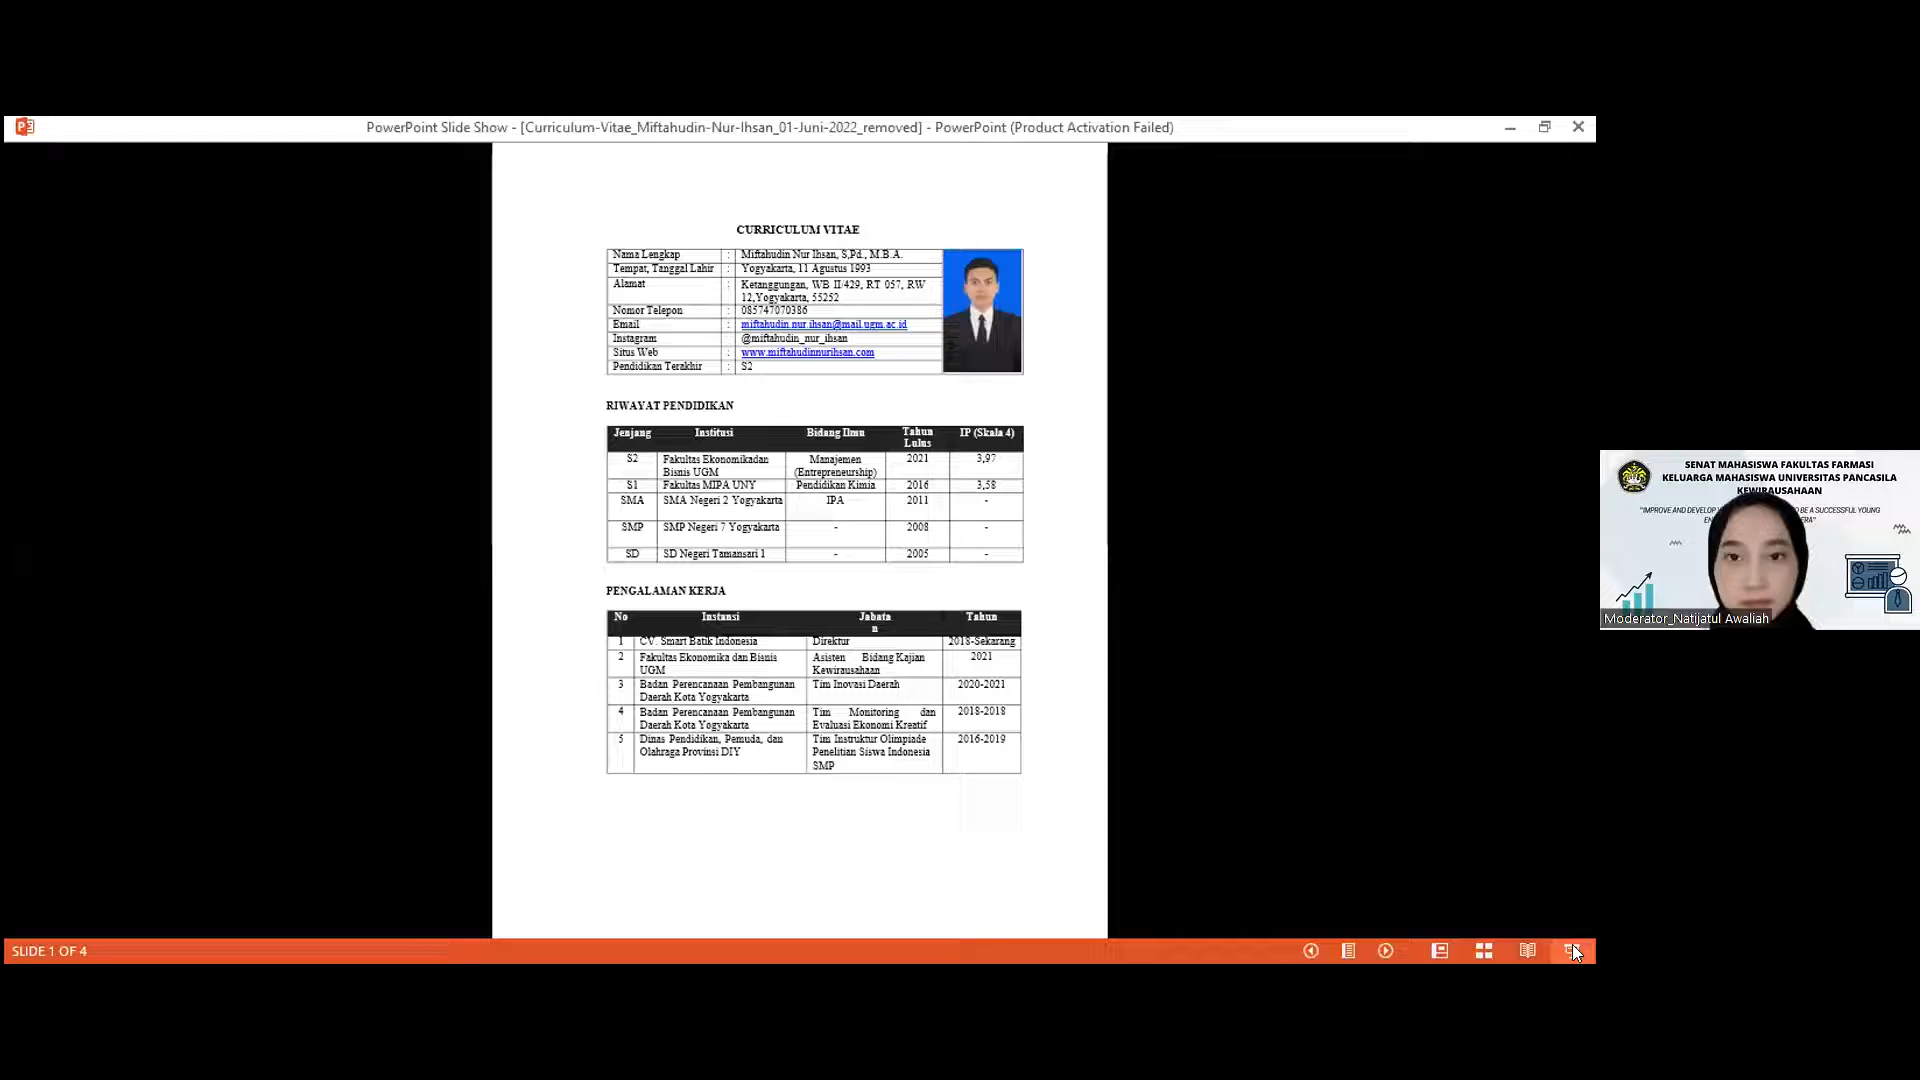 PowerPoint Slide Show - [Curriculum-Vitae_Miftahudin-Nur-Ihsan_01-Juni-2022_removed] - PowerPoint (Product Activation Failed)
CURRICULUM VITAE
Nama Lengkap : Miftahudin Nur Ihsan, S,Pd., M.B.A.
Tempat, Tanggal Lahir : Yogyakarta, 11 Agustus 1993
Alamat : Ketanggungan, WB II/429, RT 057, RW
12,Yogyakarta, 55252
Nomor Telepon : 085747070386
Email : miftahudin.nur.ihsan@mail.ugm.ac.id
Instagram : @miftahudin_nur_ihsan
Situs Web : www.miftahudinnurihsan.com
Pendidikan Terakhir : S2
RIWAYAT PENDIDIKAN
Jenjang Institusi Bidang Ilmu Tahun Lulus IP (Skala 4)
S2 Fakultas Ekonomikadan Bisnis UGM Manajemen (Entrepreneurship) 2021 3,97
S1 Fakultas MIPA UNY Pendidikan Kimia 2016 3,58
SMA SMA Negeri 2 Yogyakarta IPA 2011 -
SMP SMP Negeri 7 Yogyakarta - 2008 -
SD SD Negeri Tamansari 1 - 2005 -
PENGALAMAN KERJA
No Instansi Jabata n Tahun
1 CV. Smart Batik Indonesia Direktur 2018-Sekarang
2 Fakultas Ekonomika dan Bisnis UGM Asisten Bidang Kajian Kewirausahaan 2021
3 Badan Perencanaan Pembangunan Daerah Kota Yogyakarta Tim Inovasi Daerah 2020-2021
4 Badan Perencanaan Pembangunan Daerah Kota Yogyakarta Tim Monitoring dan Evaluasi Ekonomi Kreatif 2018-2018
5 Dinas Pendidikan, Pemuda, dan Olahraga Provinsi DIY Tim Instruktur Olimpiade Penelitian Siswa Indonesia SMP 2016-2019
SLIDE 1 OF 4
SENAT MAHASISWA FAKULTAS FARMASI
KELUARGA MAHASISWA UNIVERSITAS PANCASILA
KEWIRAUSAHAAN
"IMPROVE AND DEVELOP TO BE A SUCCESSFUL YOUNG
Moderator_Natijatul Awaliah